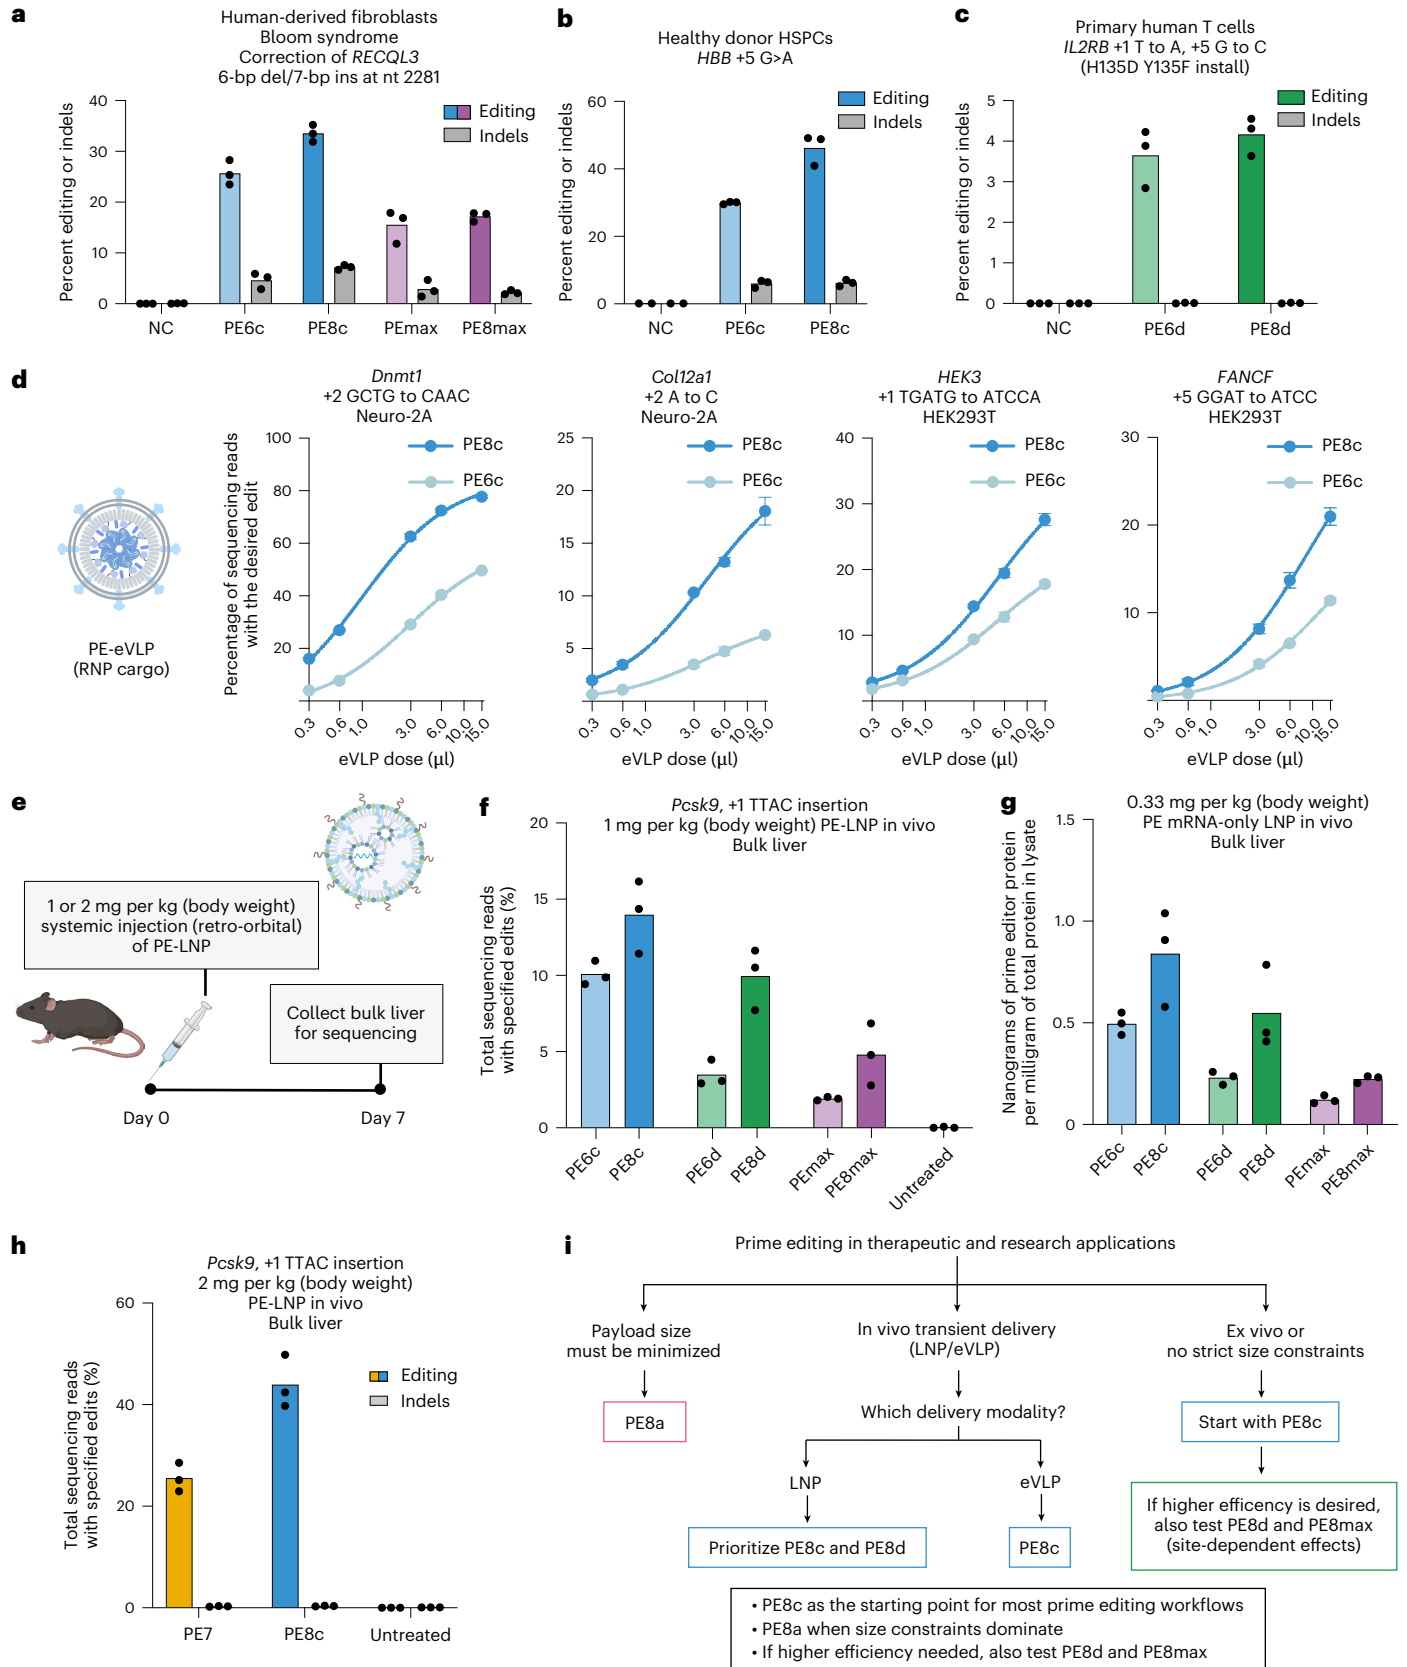 a
Human-derived fibroblasts
Bloom syndrome
Correction of RECQL3
6-bp del/7-bp ins at nt 2281
Percent editing or indels
40
30
20
10
0
Editing
Indels
NC
PE6c
PE8c
PEmax
PE8max
b
Healthy donor HSPCs
HBB +5 G>A
Percent editing or indels
60
40
20
0
Editing
Indels
NC
PE6c
PE8c
c
Primary human T cells
IL2RB +1 T to A, +5 G to C
(H135D Y135F install)
Percent editing or indels
5
4
3
2
1
0
Editing
Indels
NC
PE6d
PE8d
d
PE-eVLP
(RNP cargo)
Percentage of sequencing reads
with the desired edit
Dnmt1
+2 GCTG to CAAC
Neuro-2A
100
80
60
40
20
PE8c
PE6c
0.3
0.6
1.0
3.0
6.0
10.0
15.0
eVLP dose (µl)
Col12a1
+2 A to C
Neuro-2A
25
20
15
10
5
PE8c
PE6c
0.3
0.6
1.0
3.0
6.0
10.0
15.0
eVLP dose (µl)
HEK3
+1 TGATG to ATCCA
HEK293T
40
30
20
10
PE8c
PE6c
0.3
0.6
1.0
3.0
6.0
10.0
15.0
eVLP dose (µl)
FANCF
+5 GGAT to ATCC
HEK293T
30
20
10
PE8c
PE6c
0.3
0.6
1.0
3.0
6.0
10.0
15.0
eVLP dose (µl)
e
1 or 2 mg per kg (body weight)
systemic injection (retro-orbital)
of PE-LNP
Collect bulk liver
for sequencing
Day 0
Day 7
f
Pcsk9, +1 TTAC insertion
1 mg per kg (body weight) PE-LNP in vivo
Bulk liver
Total sequencing reads
with specified edits (%)
20
15
10
5
0
PE6c
PE8c
PE6d
PE8d
PEmax
PE8max
Untreated
g
0.33 mg per kg (body weight)
PE mRNA-only LNP in vivo
Bulk liver
Nanograms of prime editor protein
per milligram of total protein in lysate
1.5
1.0
0.5
0
PE6c
PE8c
PE6d
PE8d
PEmax
PE8max
h
Pcsk9, +1 TTAC insertion
2 mg per kg (body weight)
PE-LNP in vivo
Bulk liver
Total sequencing reads
with specified edits (%)
60
40
20
0
Editing
Indels
PE7
PE8c
Untreated
i
Prime editing in therapeutic and research applications
Payload size
must be minimized
PE8a
In vivo transient delivery
(LNP/eVLP)
Which delivery modality?
LNP
eVLP
Prioritize PE8c and PE8d
PE8c
Ex vivo or
no strict size constraints
Start with PE8c
If higher efficency is desired,
also test PE8d and PE8max
(site-dependent effects)
• PE8c as the starting point for most prime editing workflows
• PE8a when size constraints dominate
• If higher efficiency needed, also test PE8d and PE8max